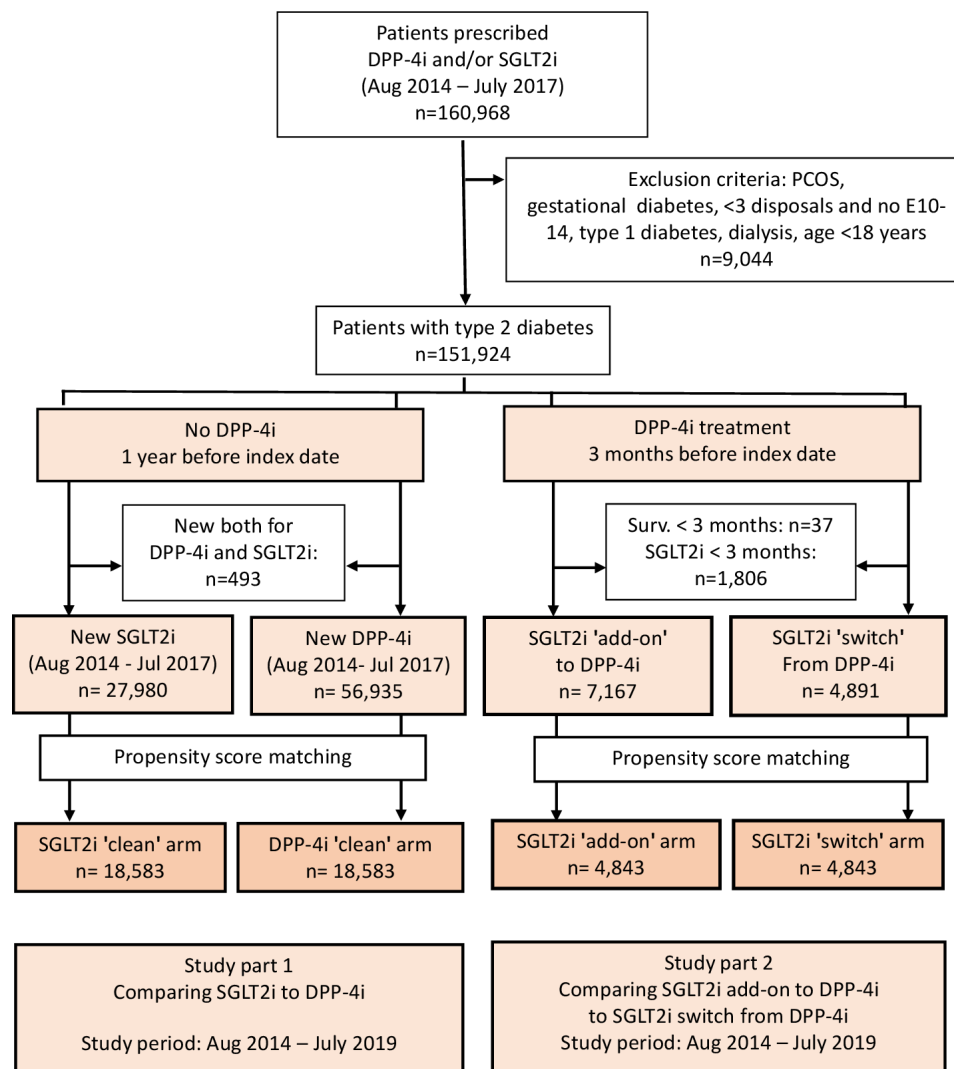 Patients prescribed
DPP-4i and/or SGLT2i
(Aug 2014 – July 2017)
n=160,968
Exclusion criteria: PCOS,
gestational diabetes, <3 disposals and no E10-
14, type 1 diabetes, dialysis, age <18 years
n=9,044
Patients with type 2 diabetes
n=151,924
No DPP-4i
1 year before index date
DPP-4i treatment
3 months before index date
New both for
DPP-4i and SGLT2i:
n=493
Surv. < 3 months: n=37
SGLT2i < 3 months:
n=1,806
New SGLT2i
(Aug 2014 - Jul 2017)
n= 27,980
New DPP-4i
(Aug 2014- Jul 2017)
n= 56,935
SGLT2i 'add-on'
to DPP-4i
n= 7,167
SGLT2i 'switch'
From DPP-4i
n= 4,891
Propensity score matching
Propensity score matching
SGLT2i 'clean' arm
n= 18,583
DPP-4i 'clean' arm
n= 18,583
SGLT2i 'add-on' arm
n= 4,843
SGLT2i 'switch' arm
n= 4,843
Study part 1
Comparing SGLT2i to DPP-4i
Study period: Aug 2014 – July 2019
Study part 2
Comparing SGLT2i add-on to DPP-4i
to SGLT2i switch from DPP-4i
Study period: Aug 2014 – July 2019